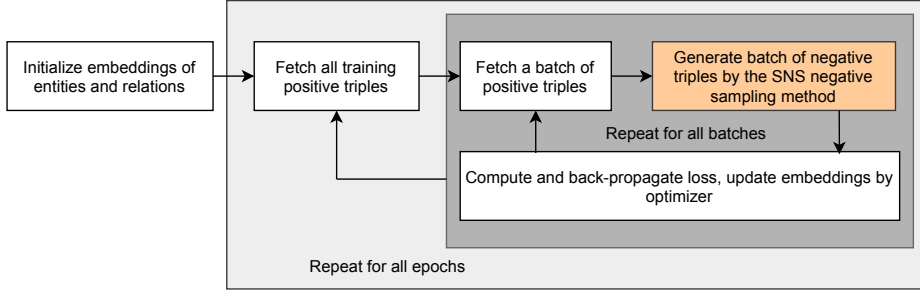 Initialize embeddings of
entities and relations
Fetch all training
positive triples
Fetch a batch of
positive triples
Generate batch of negative
triples by the SNS negative
sampling method
Repeat for all batches
Compute and back-propagate loss, update embeddings by
optimizer
Repeat for all epochs